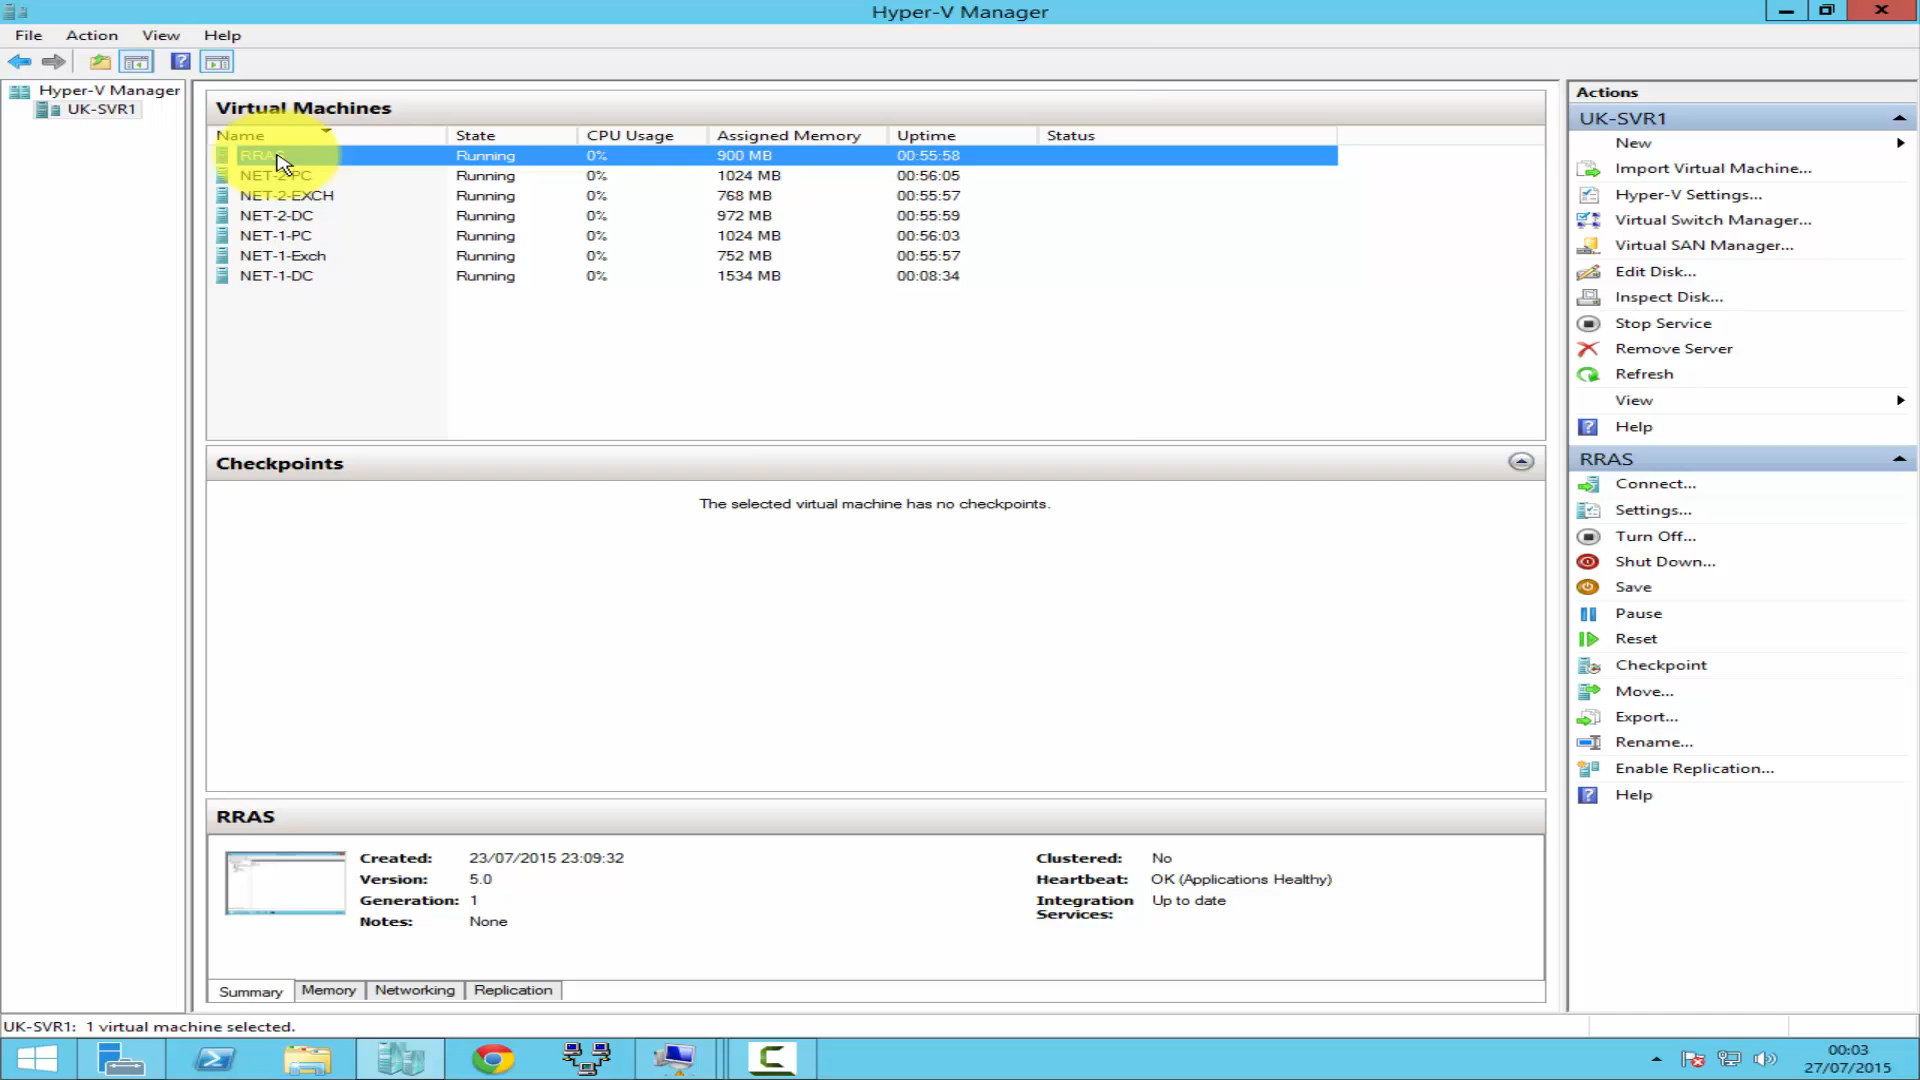 Hyper-V Manager
File Action View Help
Hyper-V Manager
UK-SVR1
Virtual Machines
Name State CPU Usage Assigned Memory Uptime Status
RRAS Running 0% 900 MB 00:55:58
NET-2-PC Running 0% 1024 MB 00:56:05
NET-2-EXCH Running 0% 768 MB 00:55:57
NET-2-DC Running 0% 972 MB 00:55:59
NET-1-PC Running 0% 1024 MB 00:56:03
NET-1-Exch Running 0% 752 MB 00:55:57
NET-1-DC Running 0% 1534 MB 00:08:34
Checkpoints
The selected virtual machine has no checkpoints.
RRAS
Created: 23/07/2015 23:09:32
Version: 5.0
Generation: 1
Notes: None
Clustered: No
Heartbeat: OK (Applications Healthy)
Integration Up to date
Services:
Summary Memory Networking Replication
Actions
UK-SVR1
New
Import Virtual Machine...
Hyper-V Settings...
Virtual Switch Manager...
Virtual SAN Manager...
Edit Disk...
Inspect Disk...
Stop Service
Remove Server
Refresh
View
Help
RRAS
Connect...
Settings...
Turn Off...
Shut Down...
Save
Pause
Reset
Checkpoint
Move...
Export...
Rename...
Enable Replication...
Help
UK-SVR1: 1 virtual machine selected.
00:03
27/07/2015